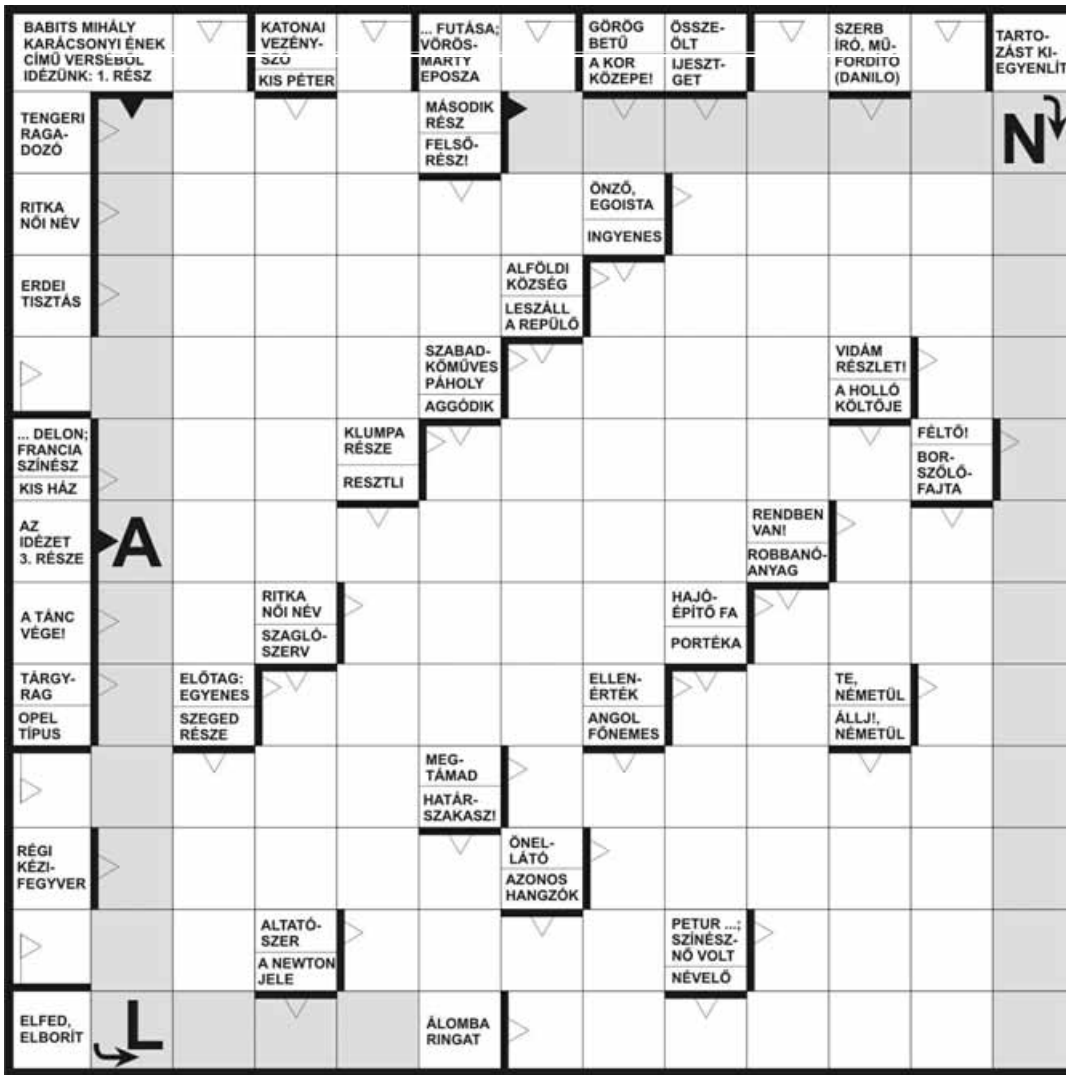 BABITS MIHÁLY
KARÁCSONYI ÉNEK
CÍMŰ VERSÉBŐL
IDÉZÜNK: 1. RÉSZ
KATONAI
VEZÉNY-
SZÓ
KIS PÉTER
... FUTÁSA;
VÖRÖS-
MARTY
EPOSZA
GÖRÖG
BETŰ
A KOR
KÖZEPE!
ÖSSZE-
ÖLT
IJESZT-
GET
SZERB
ÍRÓ, MŰ-
FORDÍTÓ
(DANILO)
TARTO-
ZÁST KI-
EGYENLÍT
TENGERI
RAGA-
DOZÓ
MÁSODIK
RÉSZ
FELSŐ-
RÉSZ!
N
RITKA
NŐI NÉV
ÖNZŐ,
EGOISTA
INGYENES
ERDEI
TISZTÁS
ALFÖLDI
KÖZSÉG
LESZÁLL
A REPÜLŐ
SZABAD-
KŐMŰVES
PÁHOLY
AGGÓDIK
VIDÁM
RÉSZLET!
A HOLLÓ
KÖLTŐJE
... DELON;
FRANCIA
SZÍNÉSZ
KIS HÁZ
KLUMPA
RÉSZE
RESZTLI
FÉLTŐ!
BOR-
SZŐLŐ-
FAJTA
AZ
IDÉZET
3. RÉSZE
A
RENDBEN
VAN!
ROBBANÓ-
ANYAG
A TÁNC
VÉGE!
RITKA
NŐI NÉV
SZAGLÓ-
SZERV
HAJÓ-
ÉPÍTŐ FA
PORTÉKA
TÁRGY-
RAG
OPEL
TÍPUS
ELŐTAG:
EGYENES
SZEGED
RÉSZE
ELLEN-
ÉRTÉK
ANGOL
FŐNEMES
TE,
NÉMETÜL
ÁLLJ!,
NÉMETÜL
MEG-
TÁMAD
HATÁR-
SZAKASZ!
RÉGI
KÉZI-
FEGYVER
ÖNEL-
LÁTÓ
AZONOS
HANGZÓK
ALTATÓ-
SZER
A NEWTON
JELE
PETUR ...;
SZÍNÉSZ-
NŐ VOLT
NÉVELŐ
ELFED,
ELBORÍT
L
ÁLOMBA
RINGAT